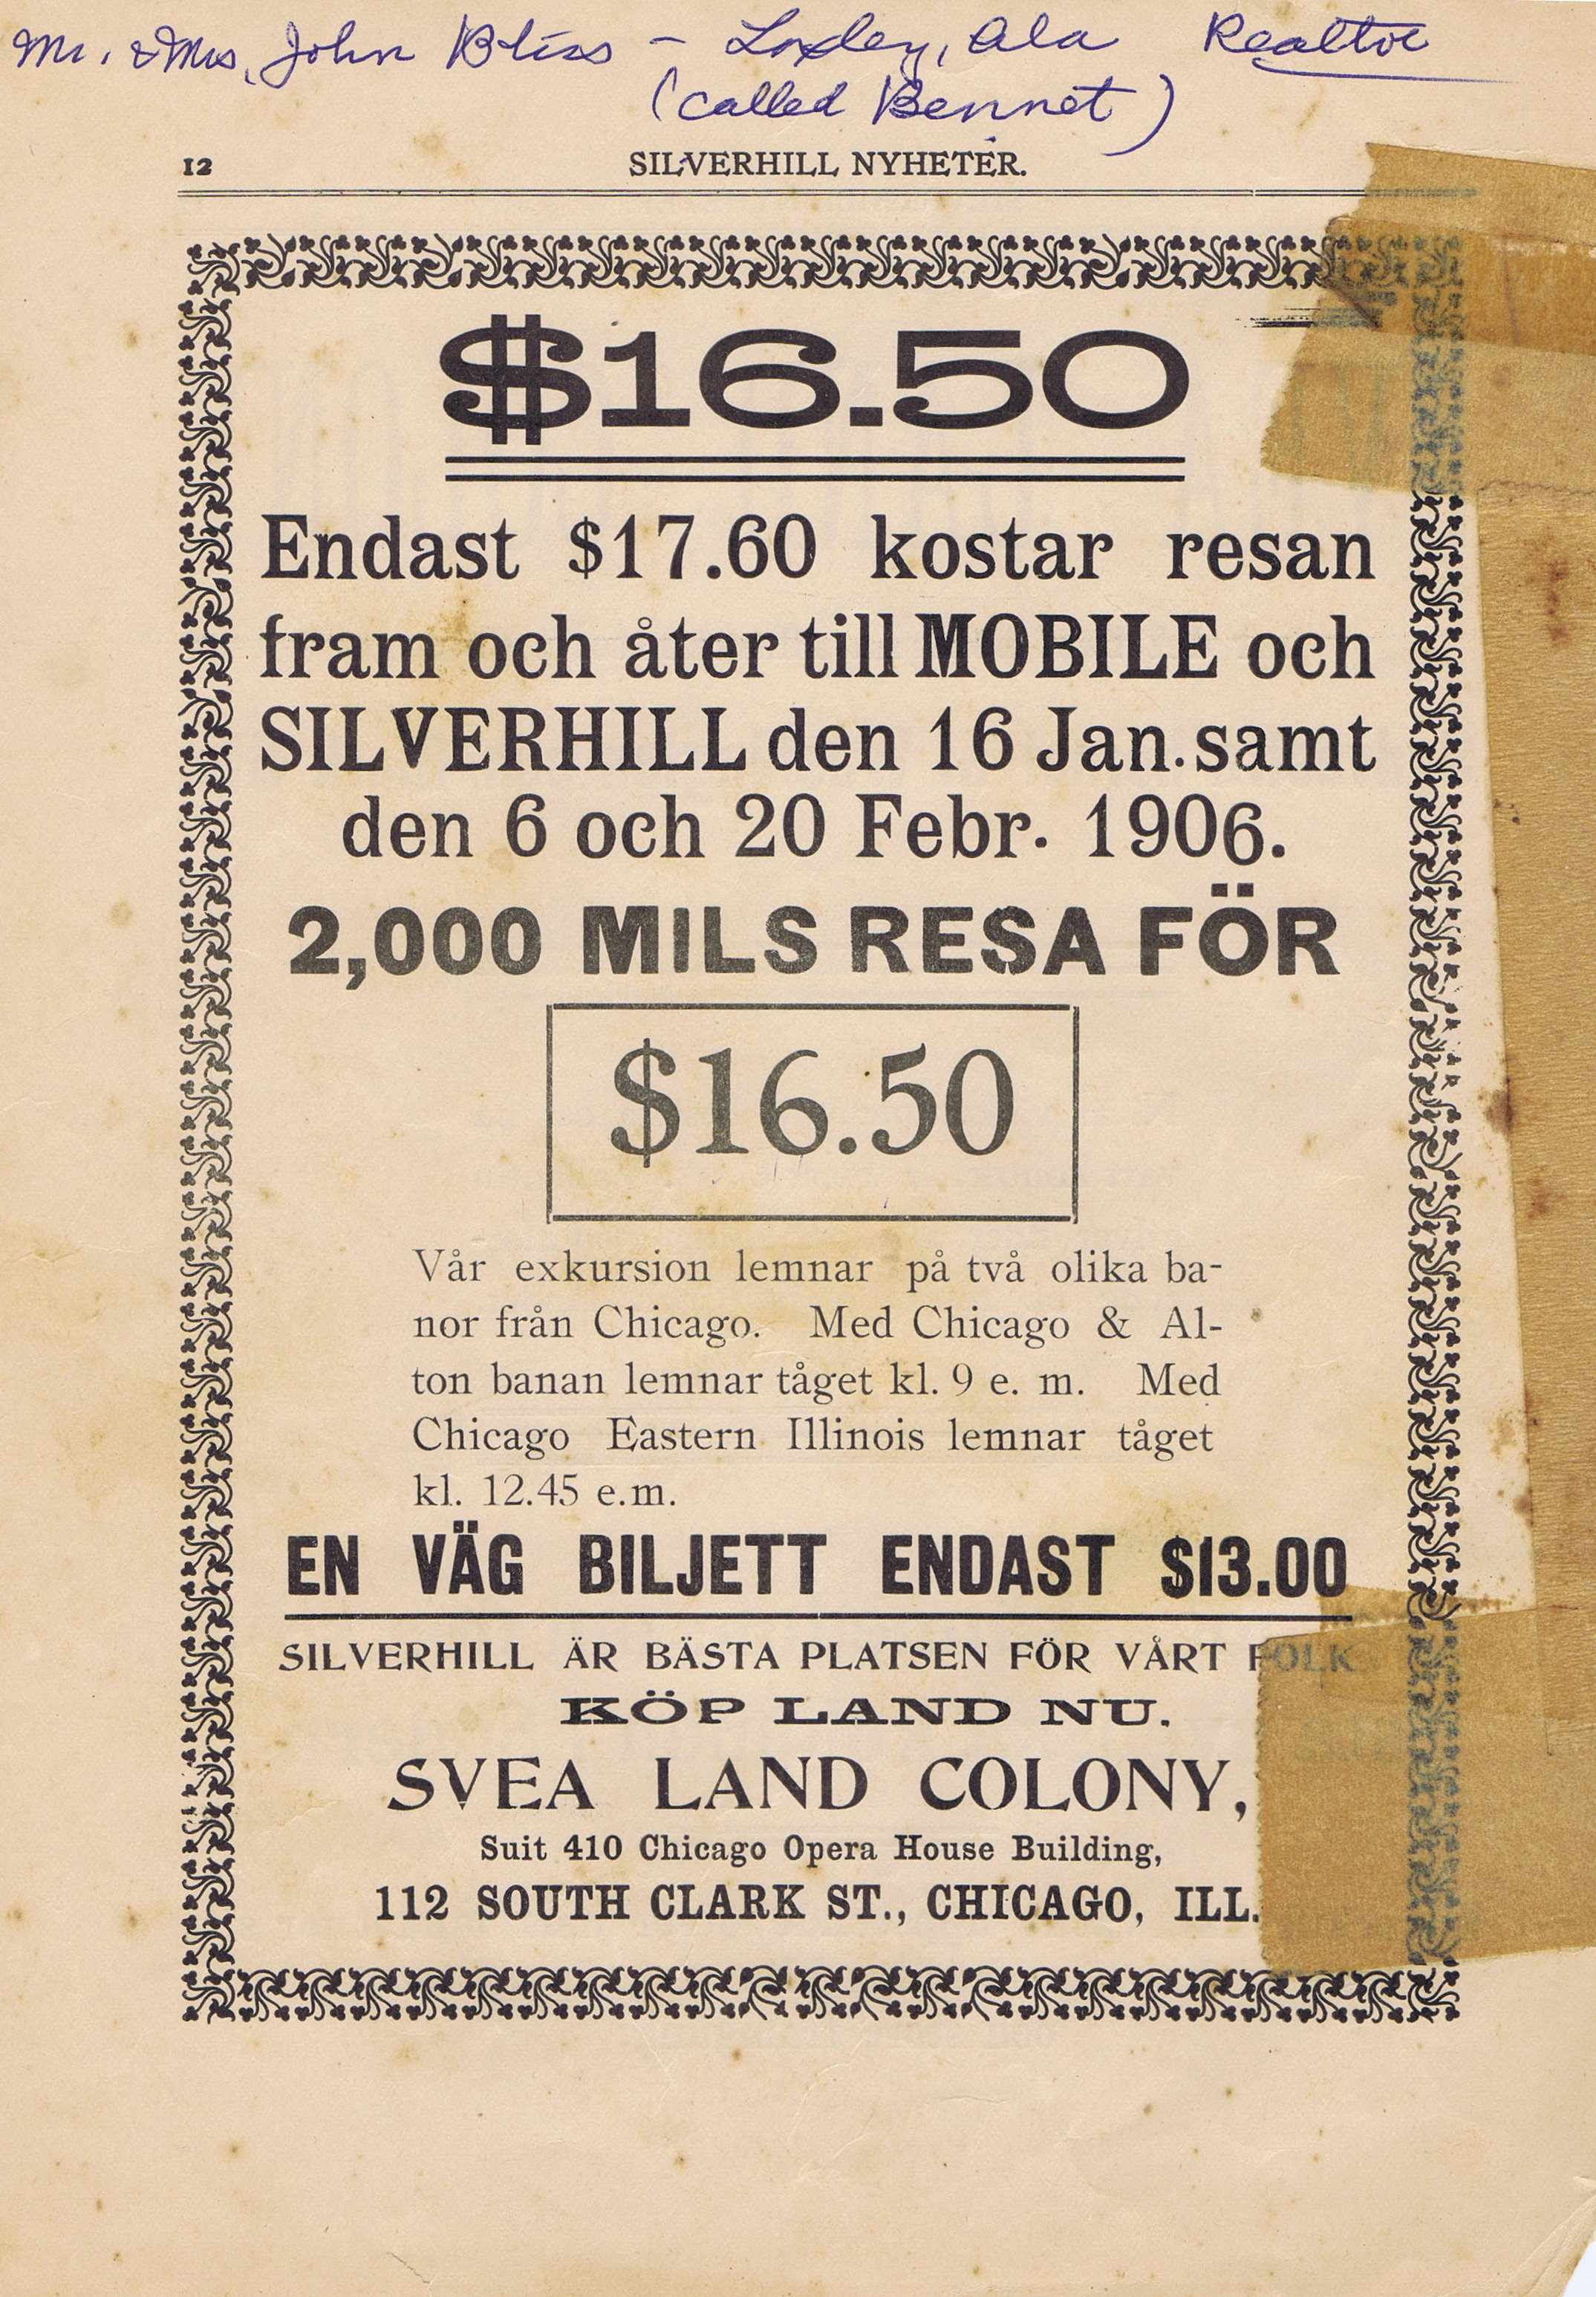 Mr. & Mrs. John Bliss – Loxley, Ala Realtor
(called Bennet)
12 SILVERHILL NYHETER.
$16.50
Endast $17.60 kostar resan
fram och åter till MOBILE och
SILVERHILL den 16 Jan. samt
den 6 och 20 Febr. 1906.
2,000 MILS RESA FÖR
$16.50
Vår exkursion lemnar på två olika ba-
nor från Chicago. Med Chicago & Al-
ton banan lemnar tåget kl. 9 e. m. Med
Chicago Eastern Illinois lemnar tåget
kl. 12.45 e.m.
EN VÄG BILJETT ENDAST $13.00
SILVERHILL ÄR BÄSTA PLATSEN FÖR VÅRT FOLK
KÖP LAND NU.
SVEA LAND COLONY,
Suit 410 Chicago Opera House Building,
112 SOUTH CLARK ST., CHICAGO, ILL.